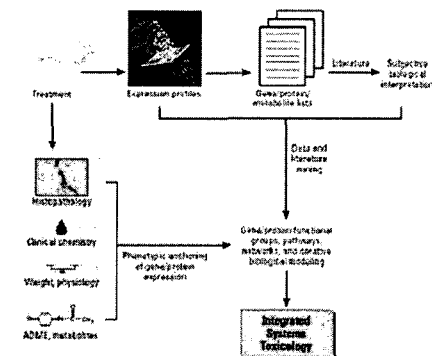 Treatment
Expression profiles
Gene/protein/
metabolite lists
Literature
Subjective
biological
interpretation
Data and
literature
mining
Histopathology
Clinical chemistry
Weight, physiology
ADME, metabolites
Phenotypic anchoring
of gene/protein
expression
Gene/protein functional
groups, pathways,
networks, and iterative
biological modeling
Integrated
Systems
Toxicology